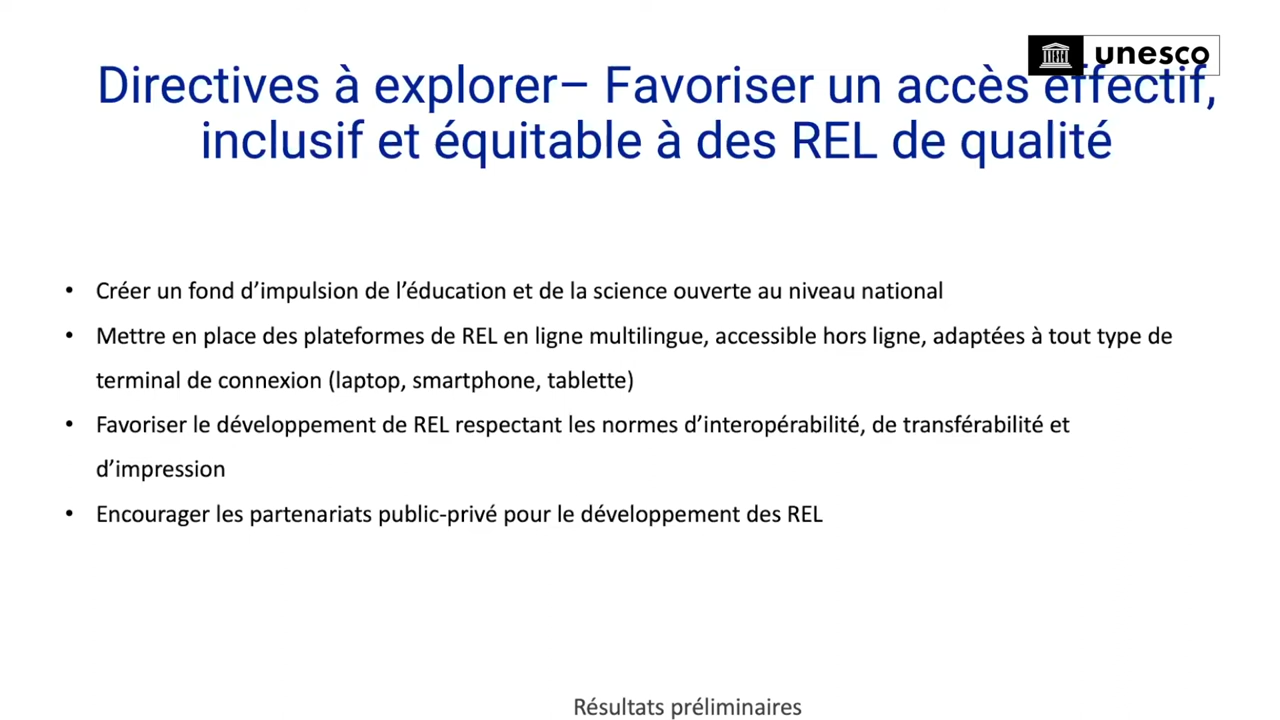 unesco
Directives à explorer– Favoriser un accès effectif,
inclusif et équitable à des REL de qualité
• Créer un fond d’impulsion de l’éducation et de la science ouverte au niveau national
• Mettre en place des plateformes de REL en ligne multilingue, accessible hors ligne, adaptées à tout type de
terminal de connexion (laptop, smartphone, tablette)
• Favoriser le développement de REL respectant les normes d’interopérabilité, de transférabilité et
d’impression
• Encourager les partenariats public-privé pour le développement des REL
Résultats préliminaires